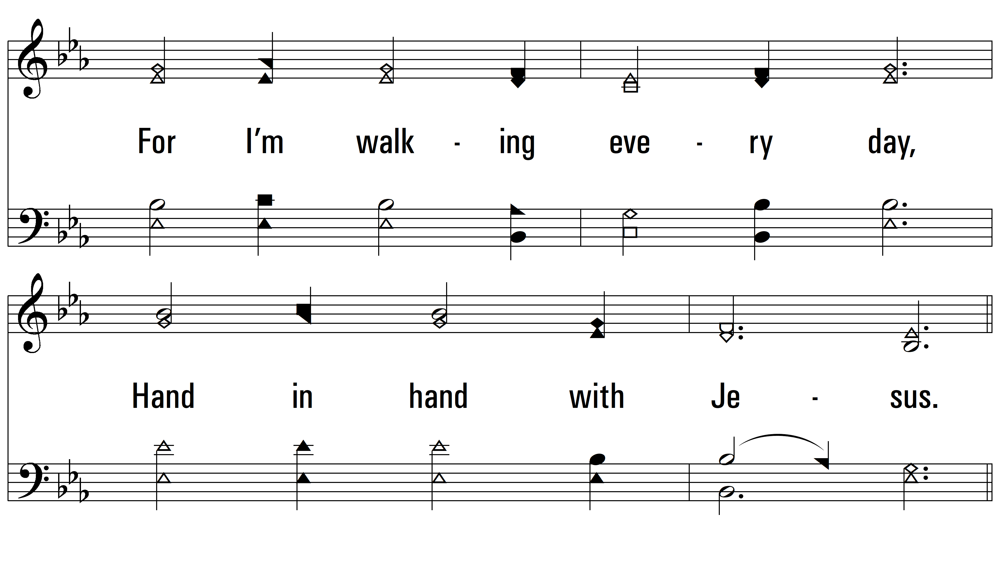 For I’m walk - ing eve - ry day,
Hand in hand with Je - sus.